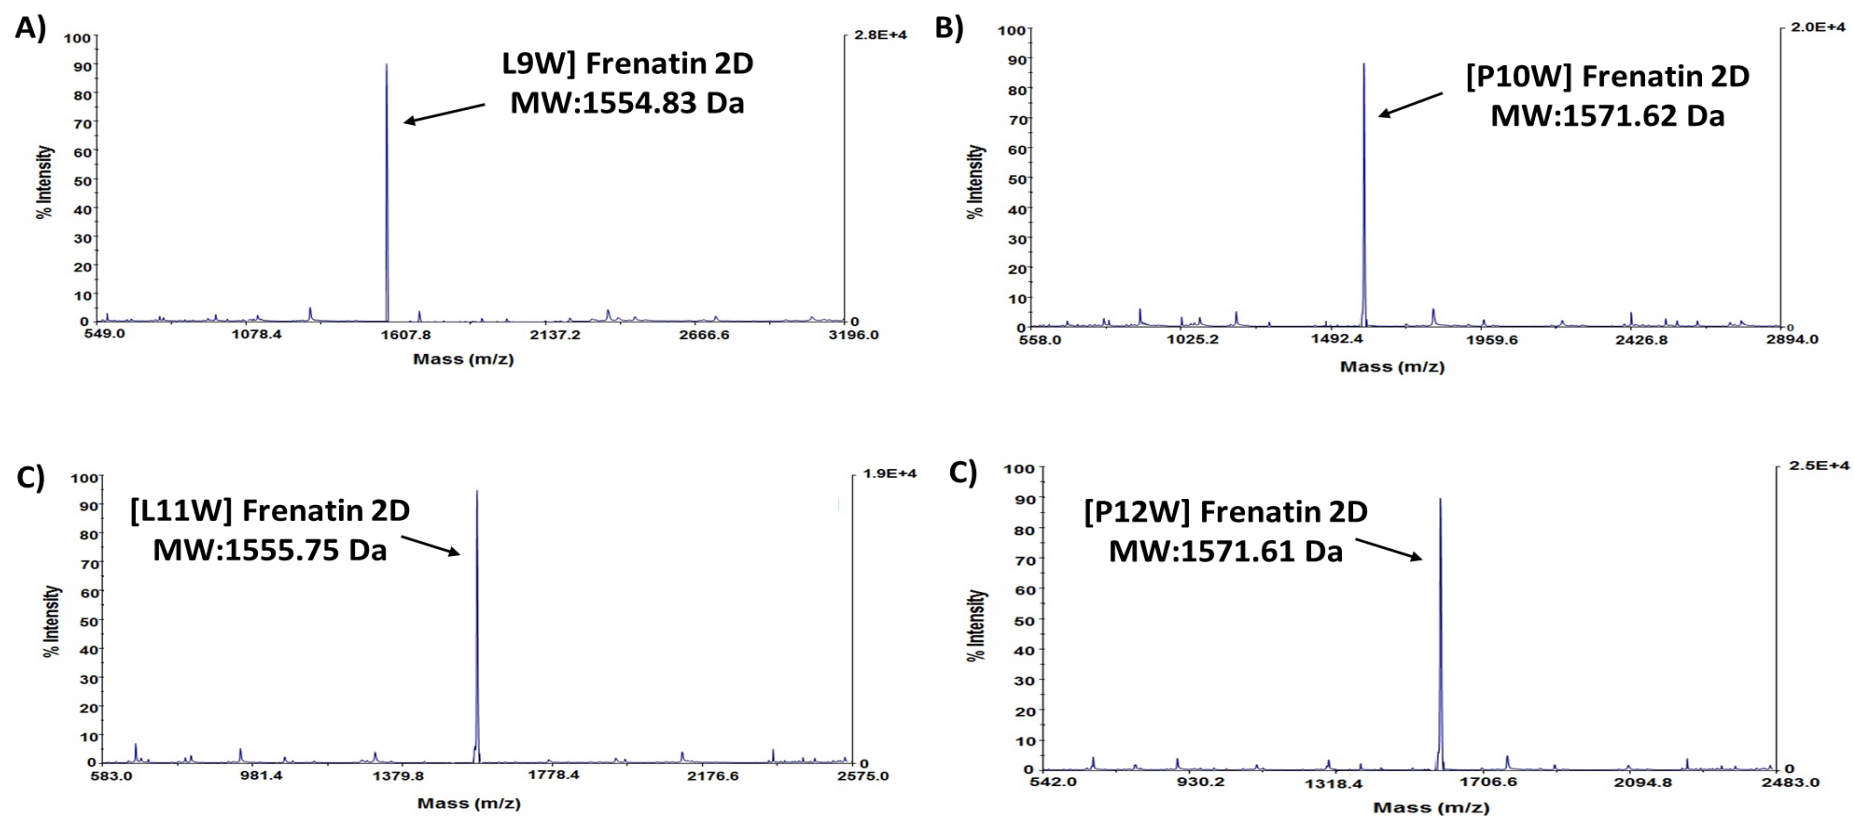 A)
L9W] Frenatin 2D
MW:1554.83 Da
2.8E+4
100
90
80
70
60
50
40
30
20
10
0
0
% Intensity
549.0 1078.4 1607.8 2137.2 2666.6 3196.0
Mass (m/z)
B)
[P10W] Frenatin 2D
MW:1571.62 Da
2.0E+4
100
90
80
70
60
50
40
30
20
10
0
0
% Intensity
558.0 1025.2 1492.4 1959.6 2426.8 2894.0
Mass (m/z)
C)
[L11W] Frenatin 2D
MW:1555.75 Da
1.9E+4
100
90
80
70
60
50
40
30
20
10
0
0
% Intensity
583.0 981.4 1379.8 1778.4 2176.6 2575.0
Mass (m/z)
C)
[P12W] Frenatin 2D
MW:1571.61 Da
2.5E+4
100
90
80
70
60
50
40
30
20
10
0
0
% Intensity
542.0 930.2 1318.4 1706.6 2094.8 2483.0
Mass (m/z)